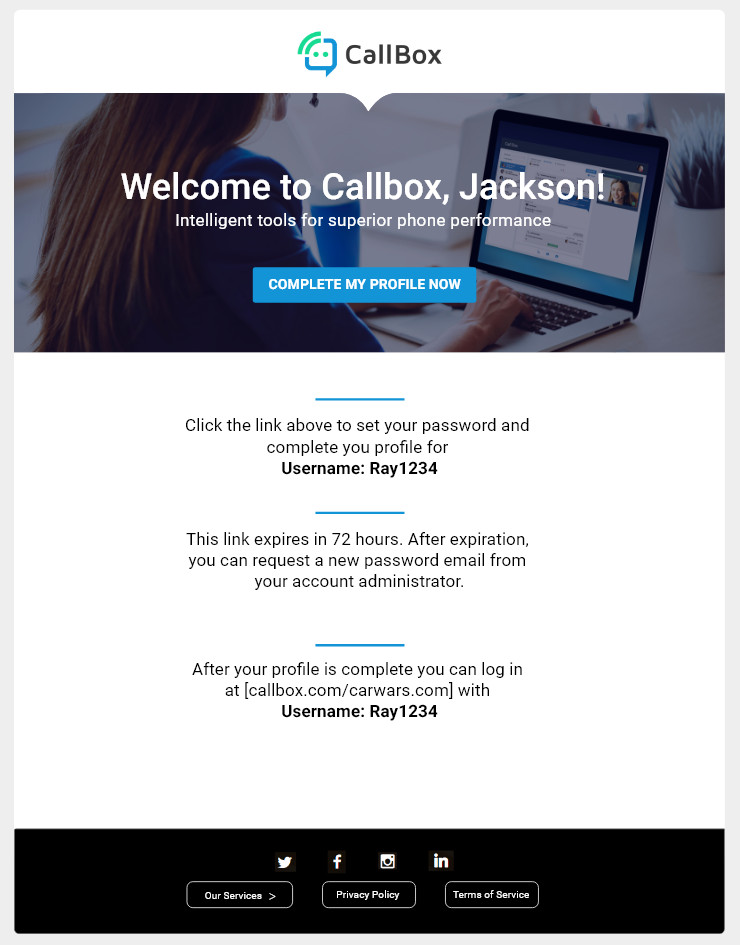 CallBox
Welcome to Callbox, Jackson!
Intelligent tools for superior phone performance
COMPLETE MY PROFILE NOW
Click the link above to set your password and
complete you profile for
Username: Ray1234
This link expires in 72 hours. After expiration,
you can request a new password email from
your account administrator.
After your profile is complete you can log in
at [callbox.com/carwars.com] with
Username: Ray1234
Our Services >
Privacy Policy
Terms of Service